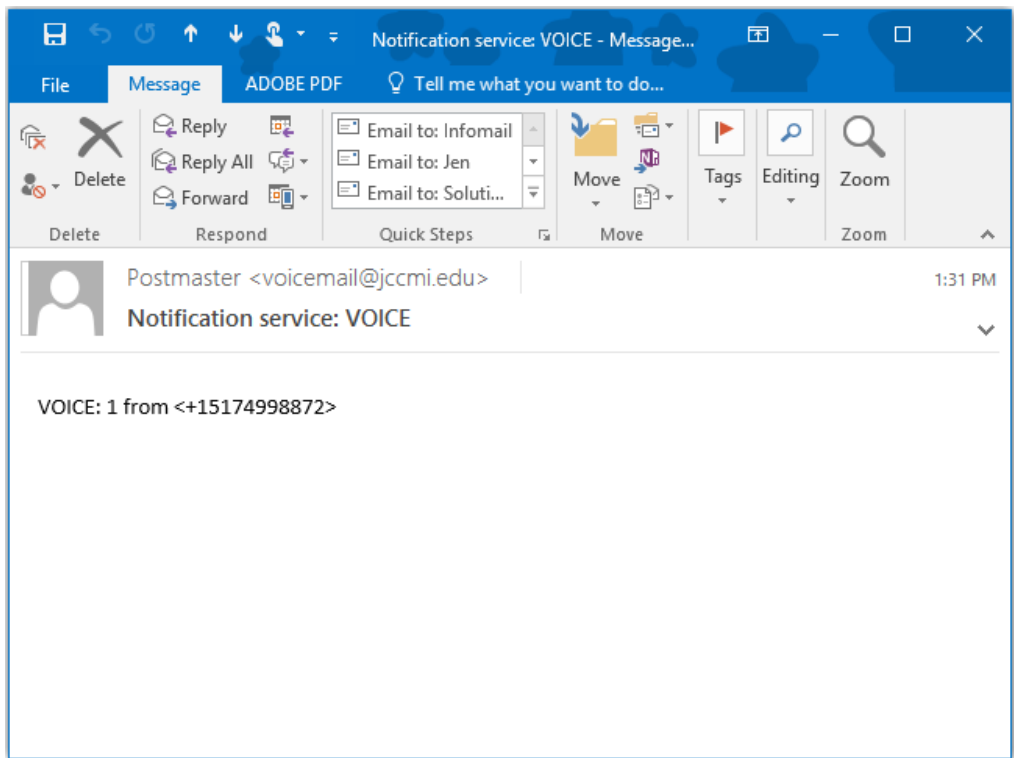 Notification service: VOICE - Message...
File Message ADOBE PDF Tell me what you want to do...
Delete
Reply
Reply All
Forward
Email to: Infomail
Email to: Jen
Email to: Soluti...
Move
Tags
Editing
Zoom
Delete Respond Quick Steps Move Zoom
Postmaster <voicemail@jccmi.edu> 1:31 PM
Notification service: VOICE
VOICE: 1 from <+15174998872>